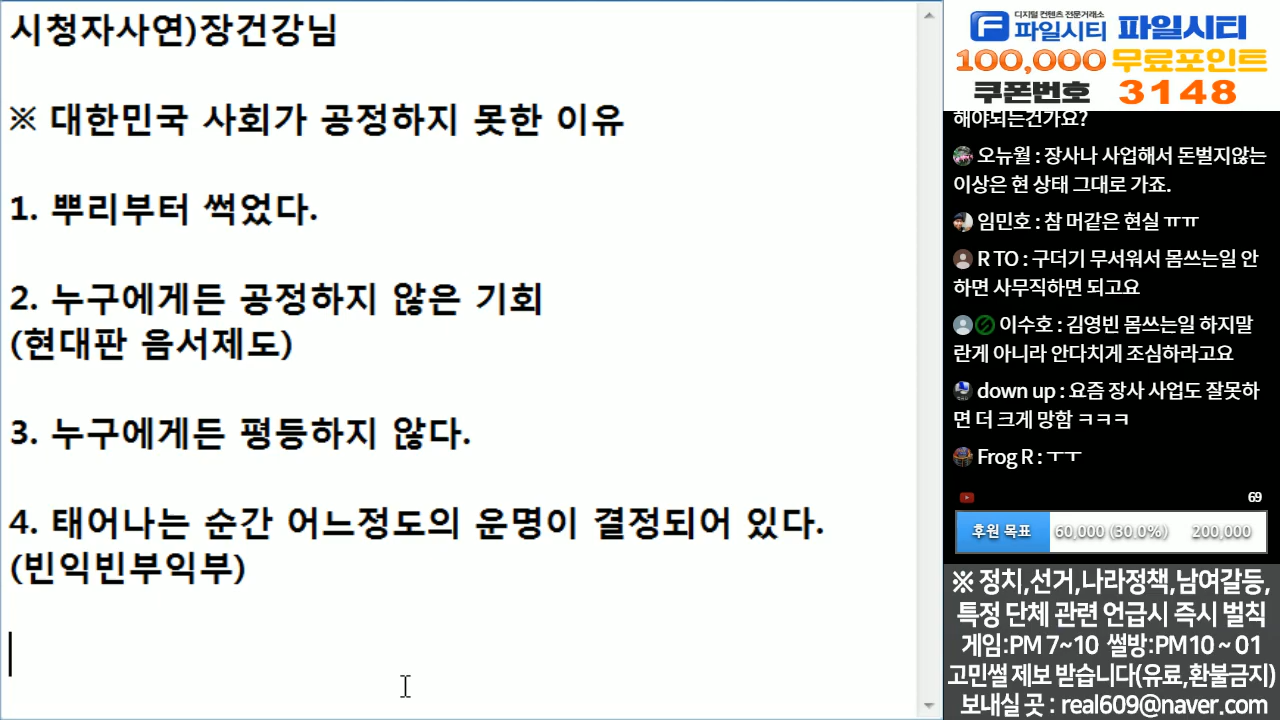 시청자사연)장건강님
※ 대한민국 사회가 공정하지 못한 이유
1. 뿌리부터 썩었다.
2. 누구에게든 공정하지 않은 기회
(현대판 음서제도)
3. 누구에게든 평등하지 않다.
4. 태어나는 순간 어느정도의 운명이 결정되어 있다.
(빈익빈부익부)
디지털 컨텐츠 전문거래소
파일시티 파일시티
100,000 무료포인트
쿠폰번호 3148
해야되는건가요?
오뉴월 : 장사나 사업해서 돈벌지않는
이상은 현 상태 그대로 가죠.
임민호 : 참 머같은 현실 ㅠㅠ
R TO : 구더기 무서워서 몸쓰는일 안
하면 사무직하면 되고요
이수호 : 김영빈 몸쓰는일 하지말
란게 아니라 안다치게 조심하라고요
down up : 요즘 장사 사업도 잘못하
면 더 크게 망함 ㅋㅋㅋ
Frog R : ㅜㅜ
69
후원 목표 60,000 (30.0%) 200,000
※ 정치,선거,나라정책,남여갈등,
특정 단체 관련 언급시 즉시 벌칙
게임:PM 7~10 썰방:PM10 ~ 01
고민썰 제보 받습니다(유료,환불금지)
보내실 곳 : real609@naver.com